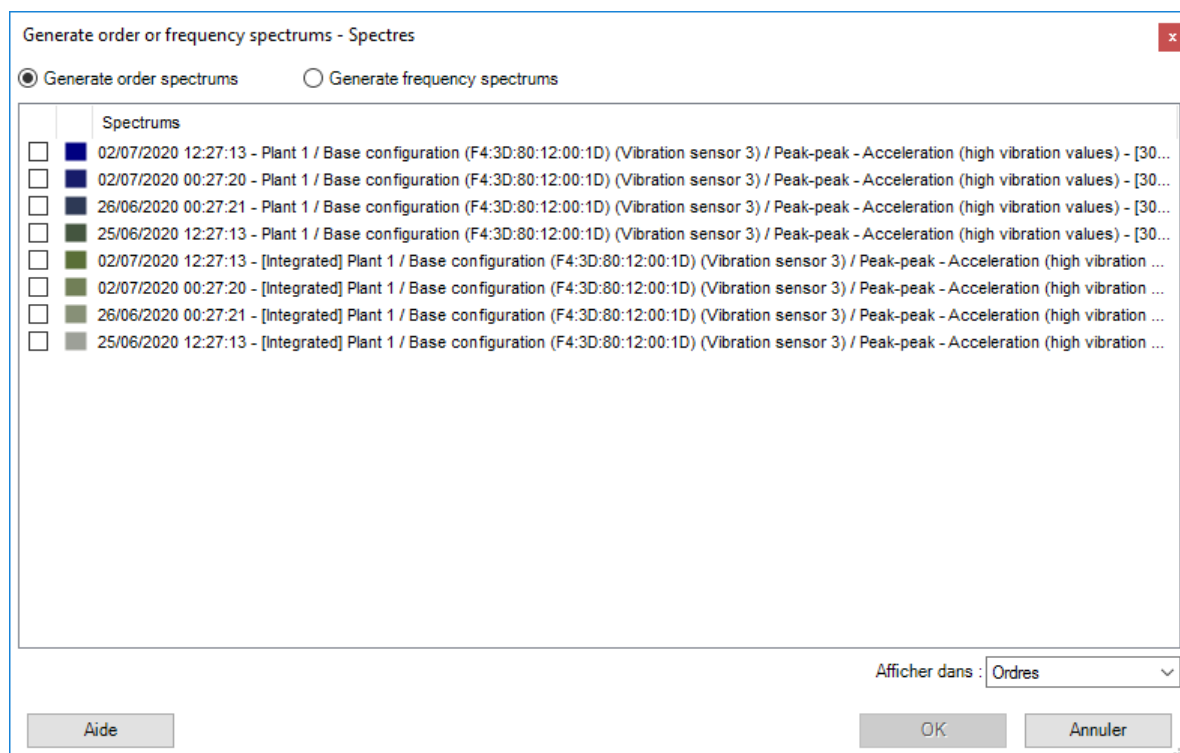 Generate order or frequency spectrums - Spectres
x
Generate order spectrums Generate frequency spectrums
Spectrums
02/07/2020 12:27:13 - Plant 1 / Base configuration (F4:3D:80:12:00:1D) (Vibration sensor 3) / Peak-peak - Acceleration (high vibration values) - [30...
02/07/2020 00:27:20 - Plant 1 / Base configuration (F4:3D:80:12:00:1D) (Vibration sensor 3) / Peak-peak - Acceleration (high vibration values) - [30...
26/06/2020 00:27:21 - Plant 1 / Base configuration (F4:3D:80:12:00:1D) (Vibration sensor 3) / Peak-peak - Acceleration (high vibration values) - [30...
25/06/2020 12:27:13 - Plant 1 / Base configuration (F4:3D:80:12:00:1D) (Vibration sensor 3) / Peak-peak - Acceleration (high vibration values) - [30...
02/07/2020 12:27:13 - [Integrated] Plant 1 / Base configuration (F4:3D:80:12:00:1D) (Vibration sensor 3) / Peak-peak - Acceleration (high vibration ...
02/07/2020 00:27:20 - [Integrated] Plant 1 / Base configuration (F4:3D:80:12:00:1D) (Vibration sensor 3) / Peak-peak - Acceleration (high vibration ...
26/06/2020 00:27:21 - [Integrated] Plant 1 / Base configuration (F4:3D:80:12:00:1D) (Vibration sensor 3) / Peak-peak - Acceleration (high vibration ...
25/06/2020 12:27:13 - [Integrated] Plant 1 / Base configuration (F4:3D:80:12:00:1D) (Vibration sensor 3) / Peak-peak - Acceleration (high vibration ...
Afficher dans : Ordres
Aide OK Annuler